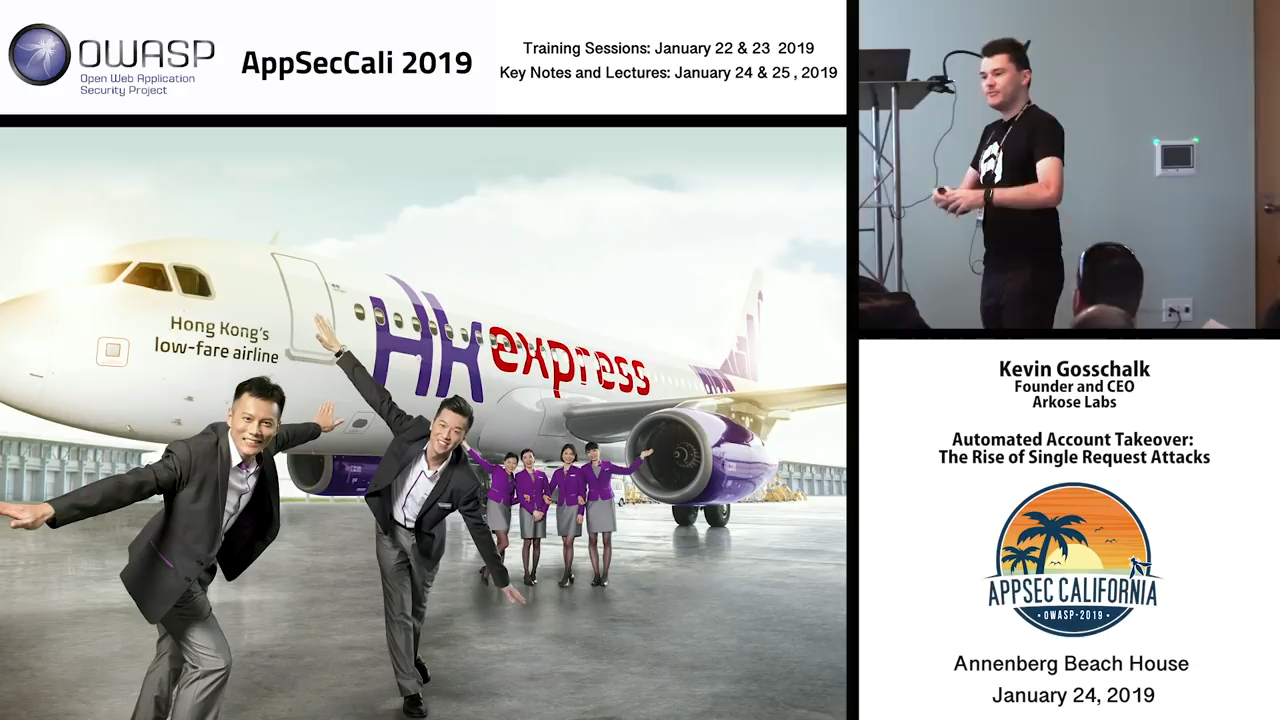 OWASP
Open Web Application
Security Project
AppSecCali 2019
Training Sessions: January 22 & 23 2019
Key Notes and Lectures: January 24 & 25, 2019
Hong Kong's
low-fare airline
hk express
Kevin Gosschalk
Founder and CEO
Arkose Labs
Automated Account Takeover:
The Rise of Single Request Attacks
APPSEC CALIFORNIA
• OWASP-2019 •
Annenberg Beach House
January 24, 2019